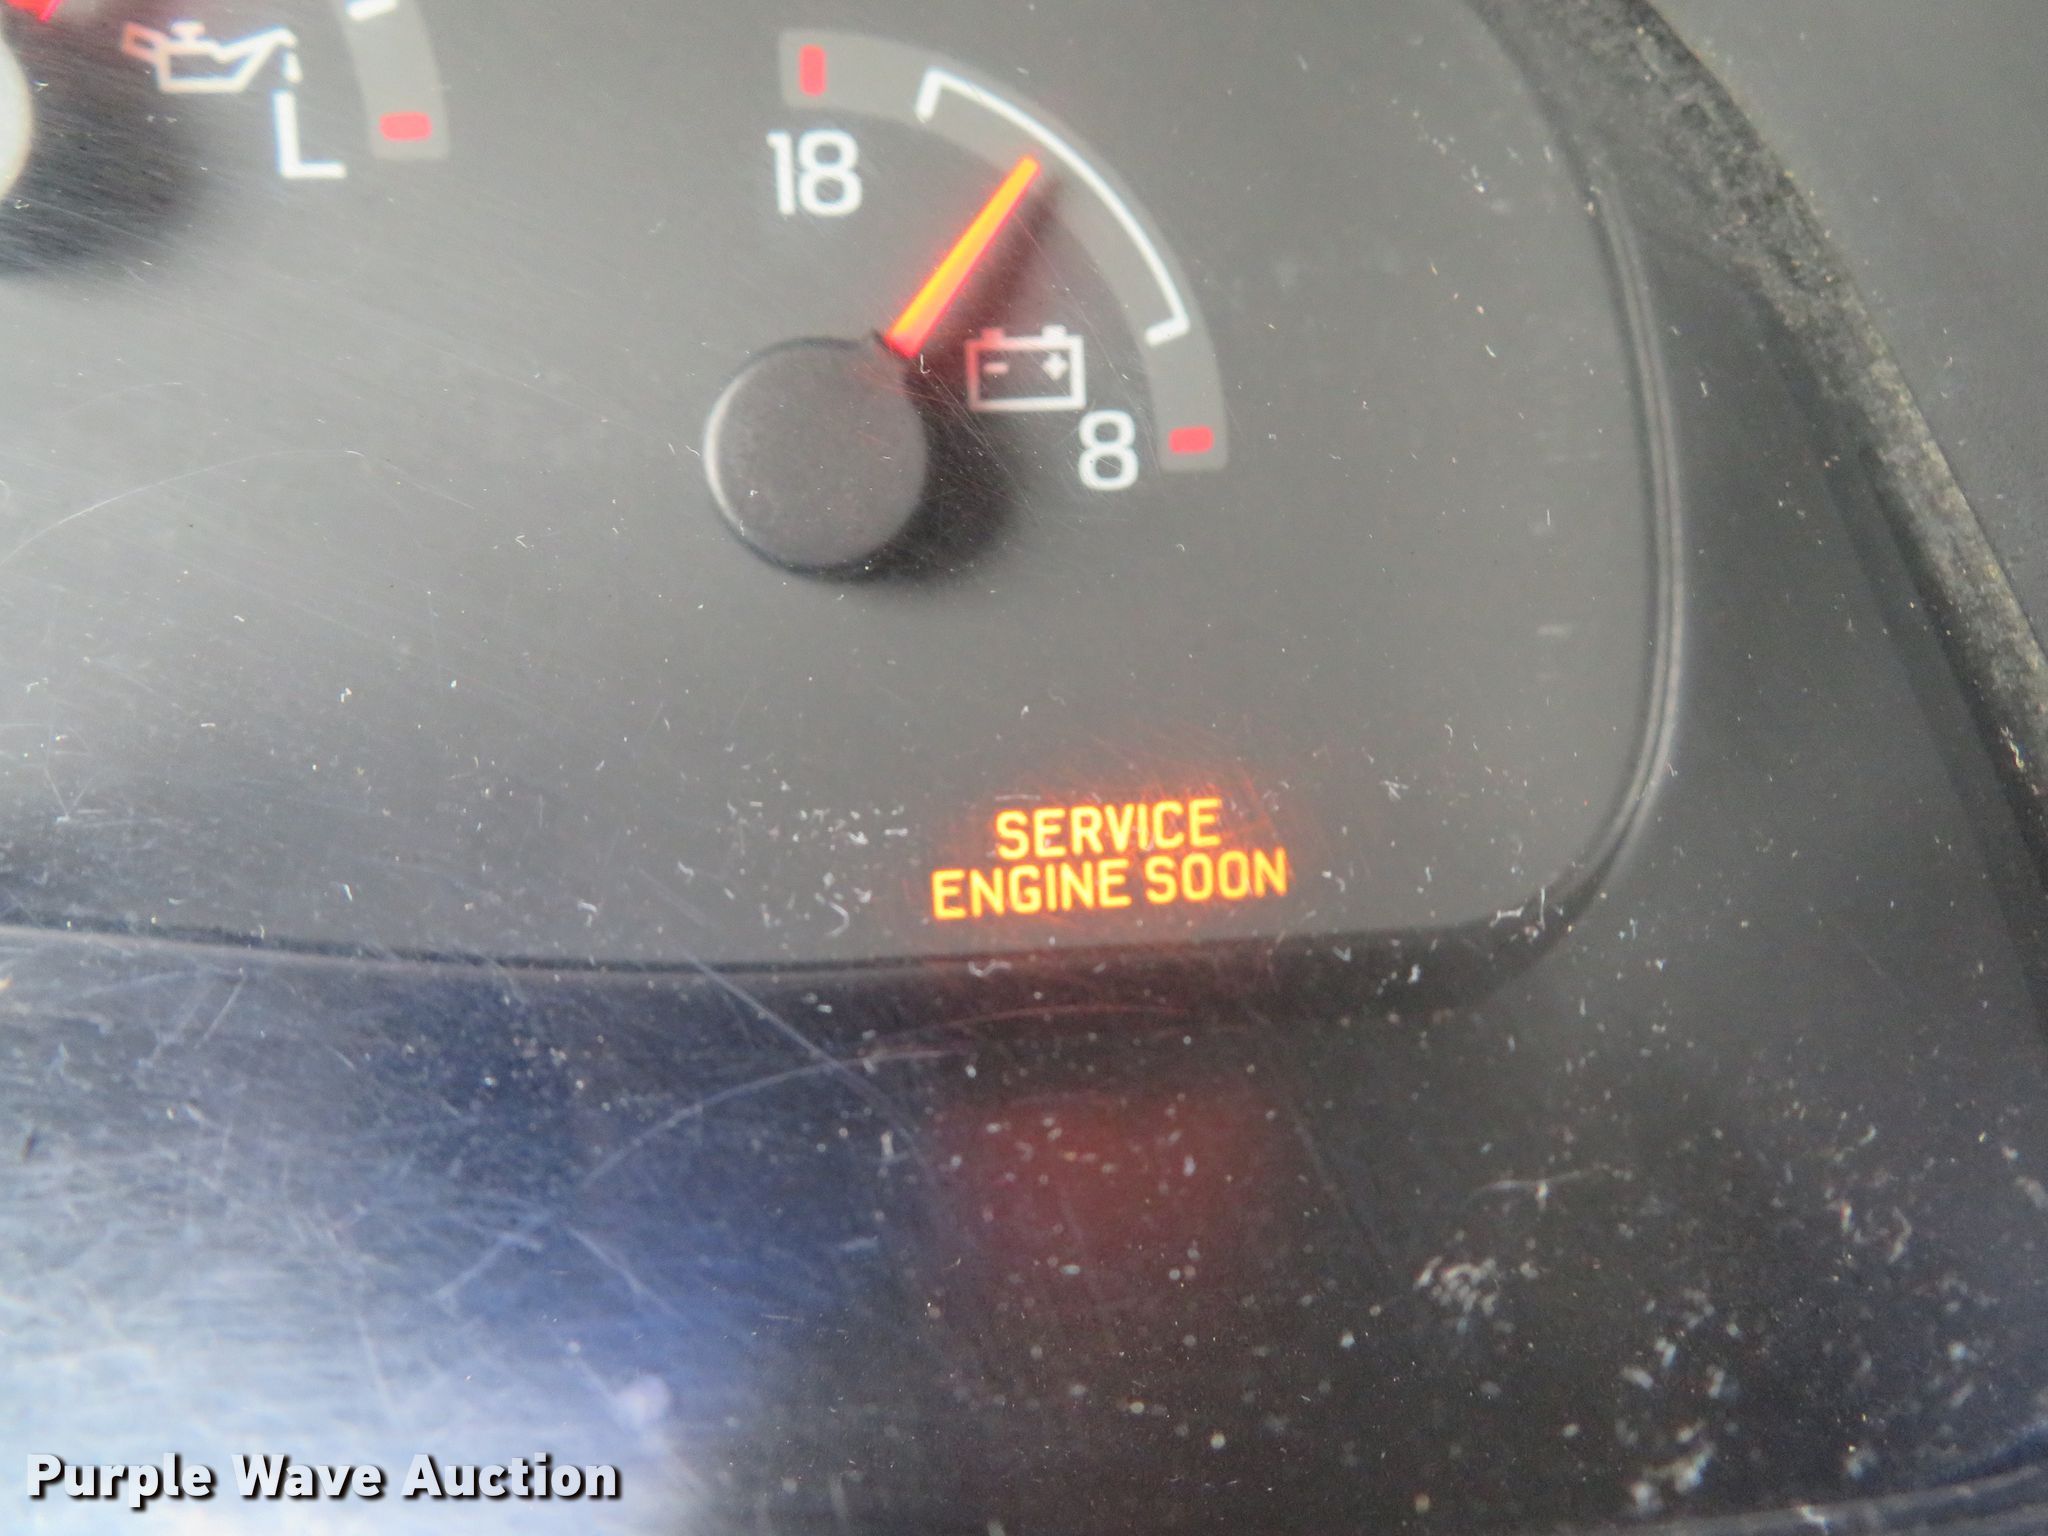 L
18
8
SERVICE
ENGINE SOON
Purple Wave Auction